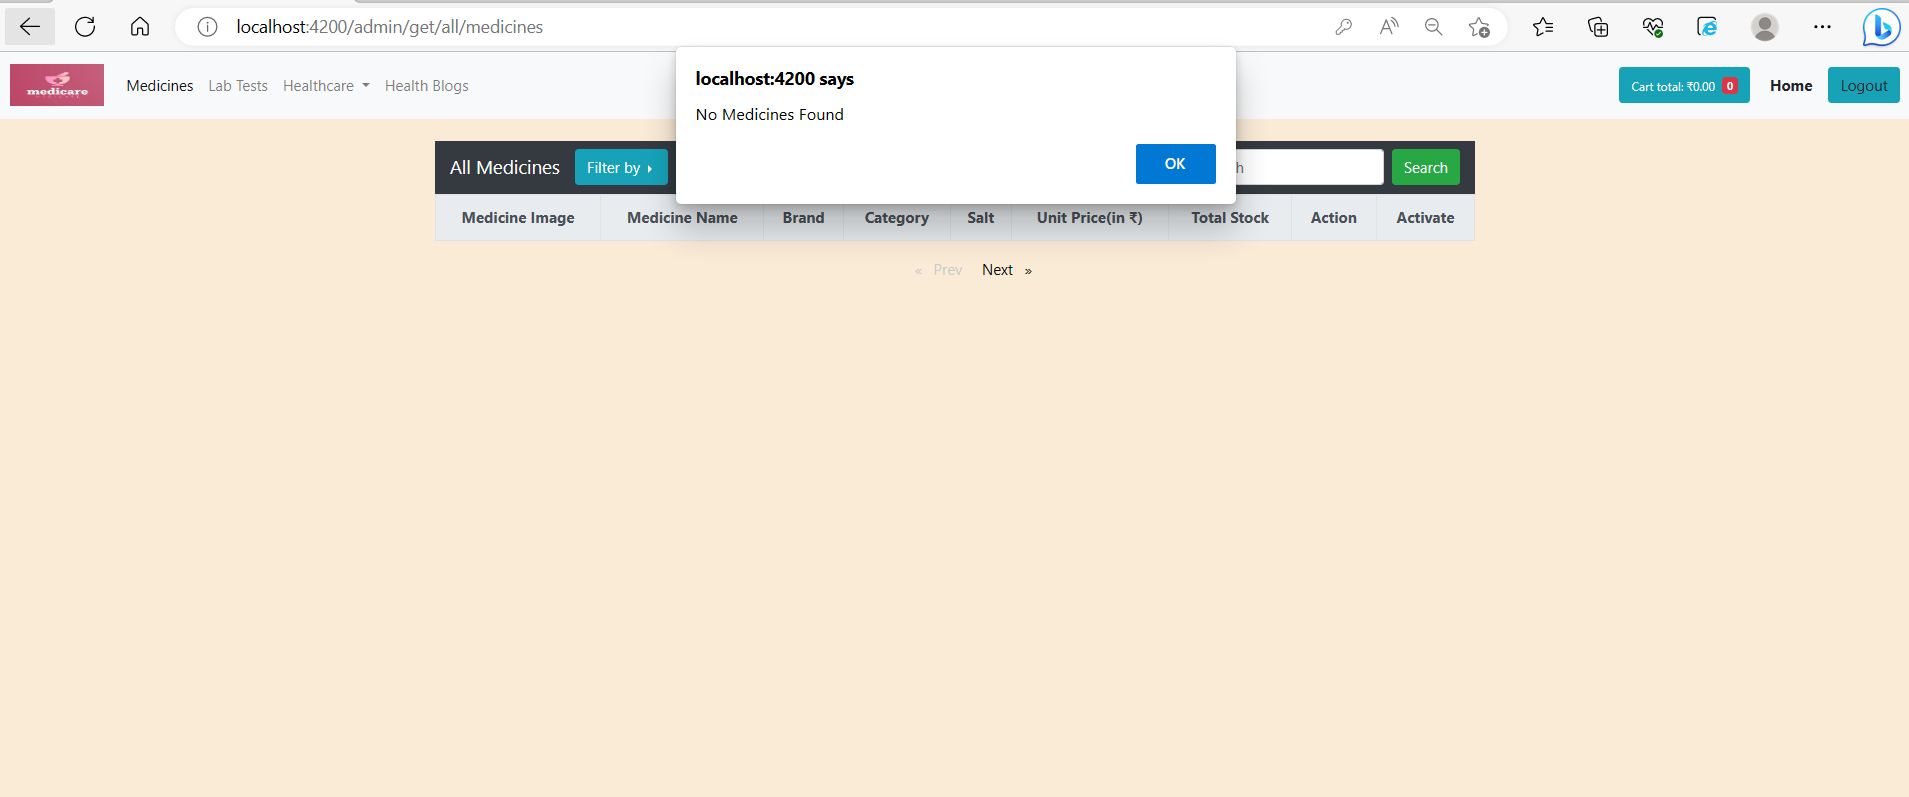 localhost:4200/admin/get/all/medicines
localhost:4200 says
No Medicines Found
OK
medicare
Medicines Lab Tests Healthcare Health Blogs
Cart total: ₹0.00 0 Home Logout
All Medicines Filter by Search
Medicine Image Medicine Name Brand Category Salt Unit Price(in ₹) Total Stock Action Activate
« Prev Next »